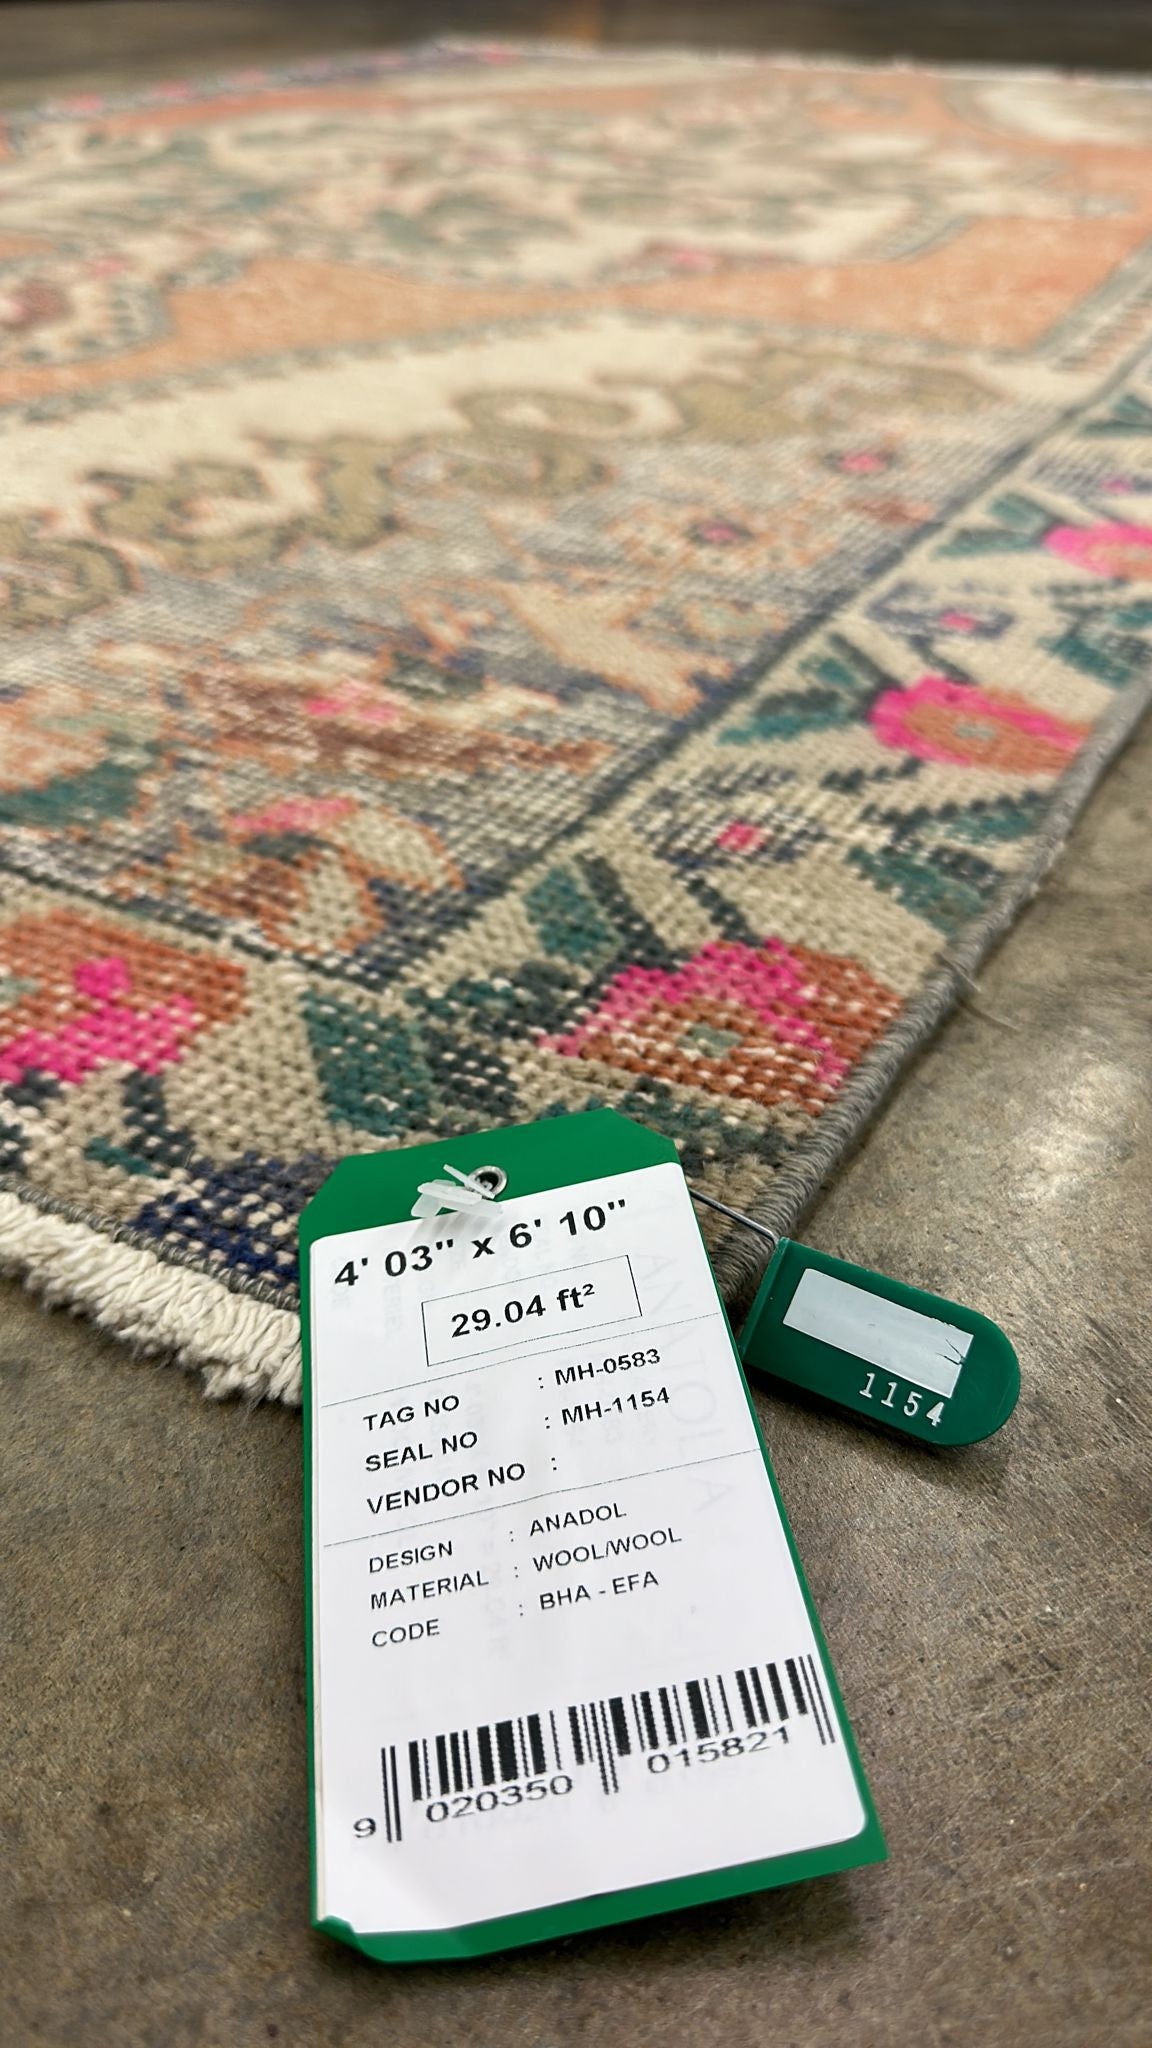 4' 03" x 6' 10"
29.04 ft²
TAG NO : MH-0583
SEAL NO : MH-1154
VENDOR NO :
DESIGN : ANADOL
MATERIAL : WOOL/WOOL
CODE : BHA - EFA
9 020350 015821
1154